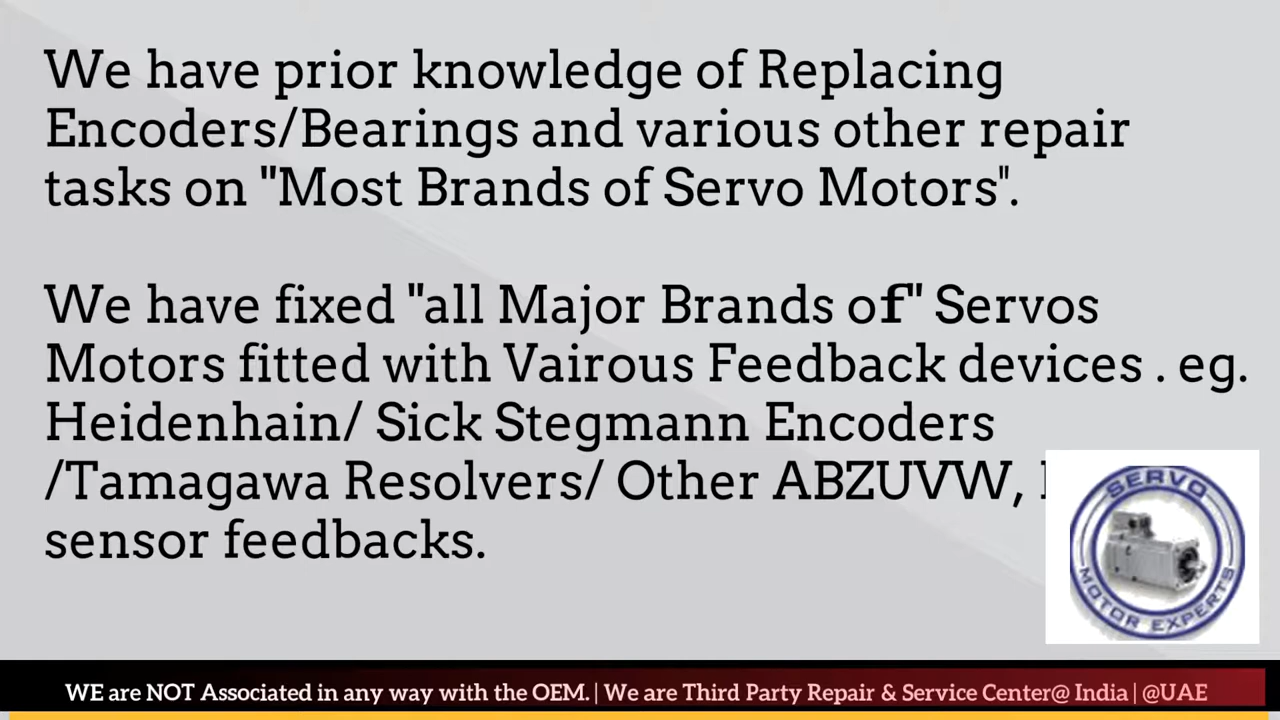 We have prior knowledge of Replacing
Encoders/Bearings and various other repair
tasks on "Most Brands of Servo Motors".
We have fixed "all Major Brands of" Servos
Motors fitted with Vairous Feedback devices . eg.
Heidenhain/ Sick Stegmann Encoders
/Tamagawa Resolvers/ Other ABZUVW,
sensor feedbacks.
SERVO
MOTOR EXPERTS
WE are NOT Associated in any way with the OEM. | We are Third Party Repair & Service Center@ India | @UAE